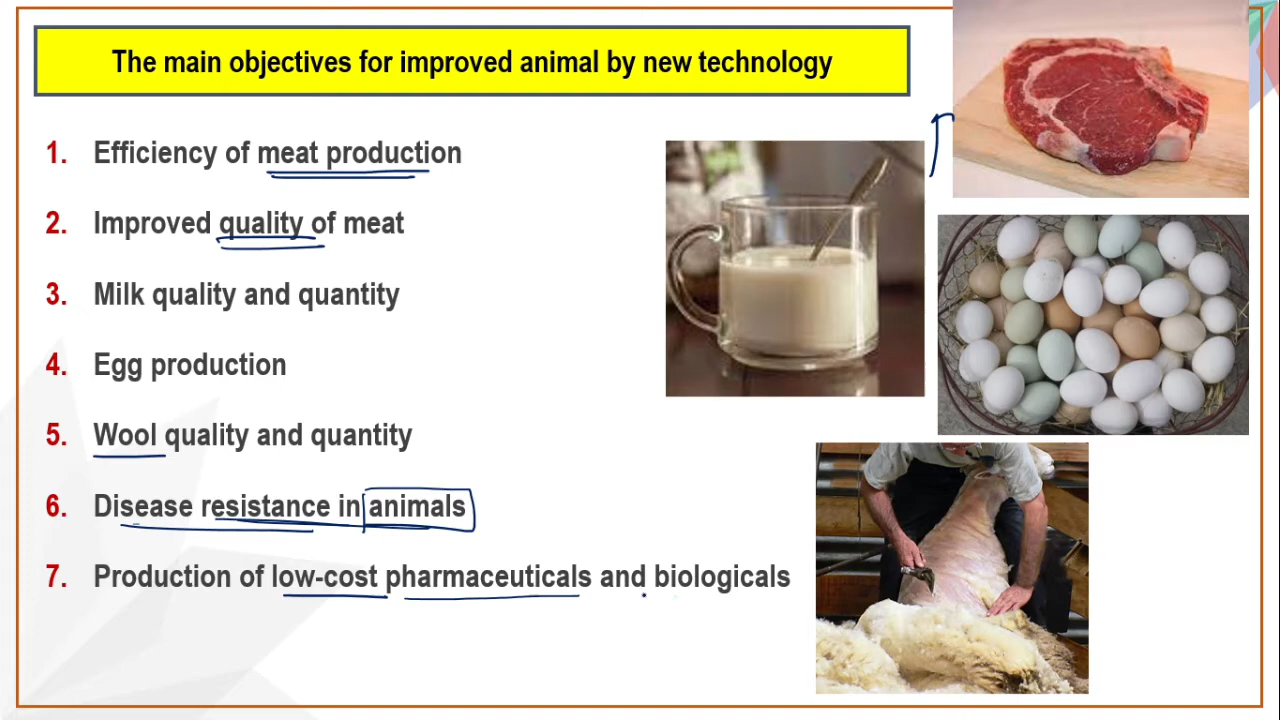 The main objectives for improved animal by new technology
1. Efficiency of meat production
2. Improved quality of meat
3. Milk quality and quantity
4. Egg production
5. Wool quality and quantity
6. Disease resistance in animals
7. Production of low-cost pharmaceuticals and biologicals